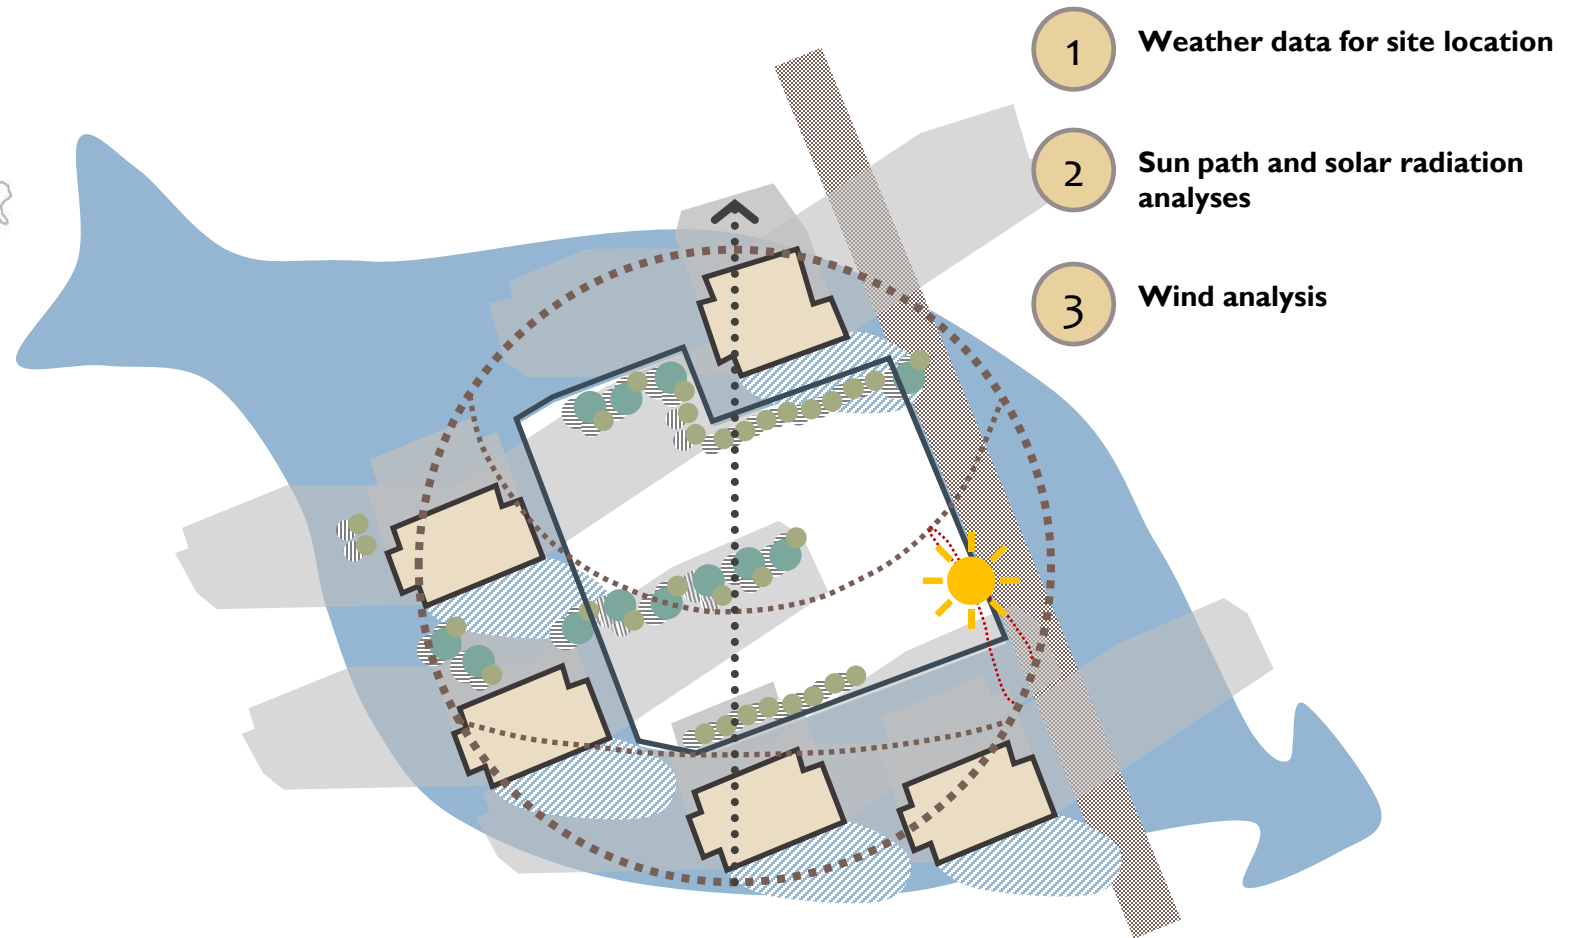 1
Weather data for site location
2
Sun path and solar radiation
analyses
3
Wind analysis